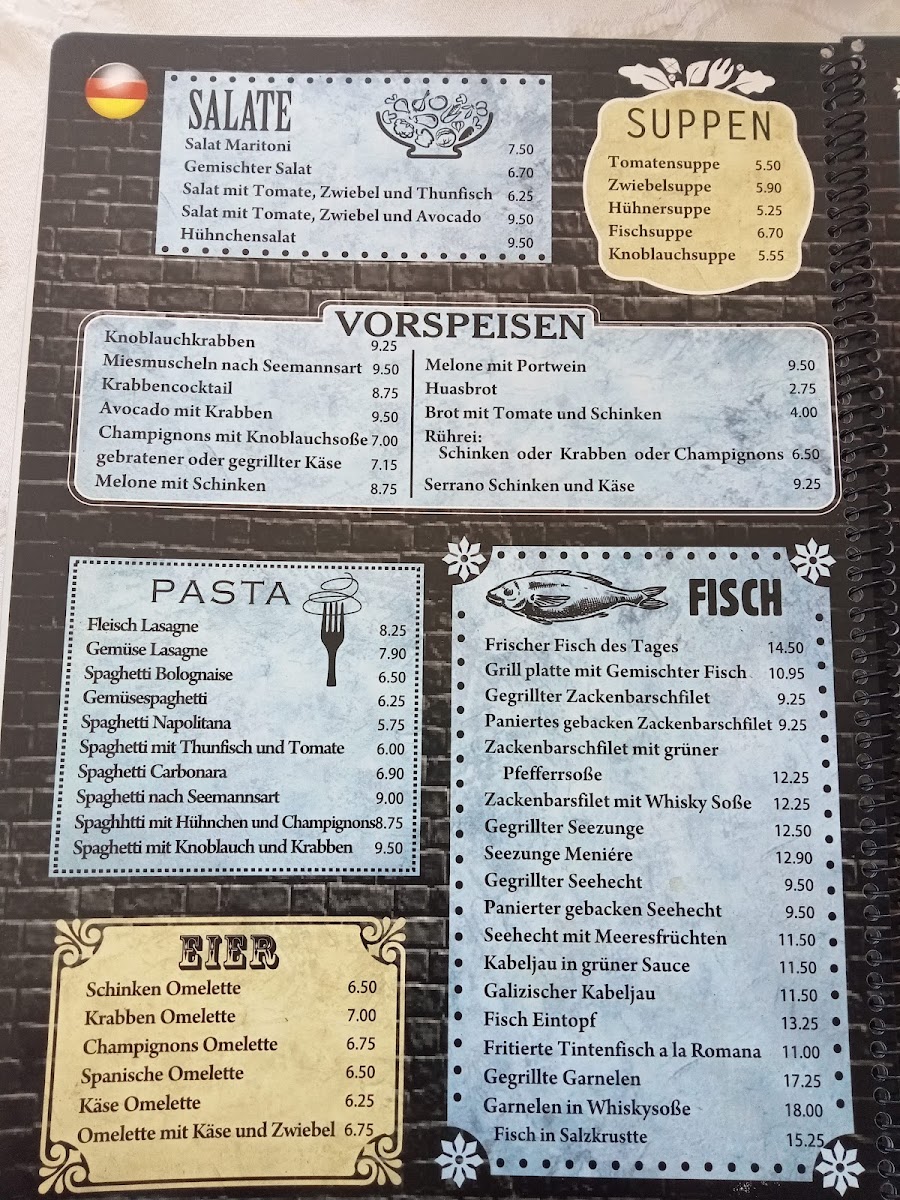 SALATE
Salat Maritoni 7.50
Gemischter Salat 6.70
Salat mit Tomate, Zwiebel und Thunfisch 6.25
Salat mit Tomate, Zwiebel und Avocado 9.50
Hühnchensalat 9.50
SUPPEN
Tomatensuppe 5.50
Zwiebelsuppe 5.90
Hühnersuppe 5.25
Fischsuppe 6.70
Knoblauchsuppe 5.55
VORSPEISEN
Knoblauchkrabben 9.25
Miesmuscheln nach Seemannsart 9.50
Krabbencocktail 8.75
Avocado mit Krabben 9.50
Champignons mit Knoblauchsoße 7.00
gebratener oder gegrillter Käse 7.15
Melone mit Schinken 8.75
Melone mit Portwein 9.50
Huasbrot 2.75
Brot mit Tomate und Schinken 4.00
Rührei:
Schinken oder Krabben oder Champignons 6.50
Serrano Schinken und Käse 9.25
PASTA
Fleisch Lasagne 8.25
Gemüse Lasagne 7.90
Spaghetti Bolognaise 6.50
Gemüsespaghetti 6.25
Spaghetti Napolitana 5.75
Spaghetti mit Thunfisch und Tomate 6.00
Spaghetti Carbonara 6.90
Spaghetti nach Seemannsart 9.00
Spaghhtti mit Hühnchen und Champignons 8.75
Spaghetti mit Knoblauch und Krabben 9.50
EIER
Schinken Omelette 6.50
Krabben Omelette 7.00
Champignons Omelette 6.75
Spanische Omelette 6.50
Käse Omelette 6.25
Omelette mit Käse und Zwiebel 6.75
FISCH
Frischer Fisch des Tages 14.50
Grill platte mit Gemischter Fisch 10.95
Gegrillter Zackenbarschfilet 9.25
Paniertes gebacken Zackenbarschfilet 9.25
Zackenbarschfilet mit grüner
Pfefferrsoße 12.25
Zackenbarsfilet mit Whisky Soße 12.25
Gegrillter Seezunge 12.50
Seezunge Meniére 12.90
Gegrillter Seehecht 9.50
Panierter gebacken Seehecht 9.50
Seehecht mit Meeresfrüchten 11.50
Kabeljau in grüner Sauce 11.50
Galizischer Kabeljau 11.50
Fisch Eintopf 13.25
Fritierte Tintenfisch a la Romana 11.00
Gegrillte Garnelen 17.25
Garnelen in Whiskysoße 18.00
Fisch in Salzkrustte 15.25